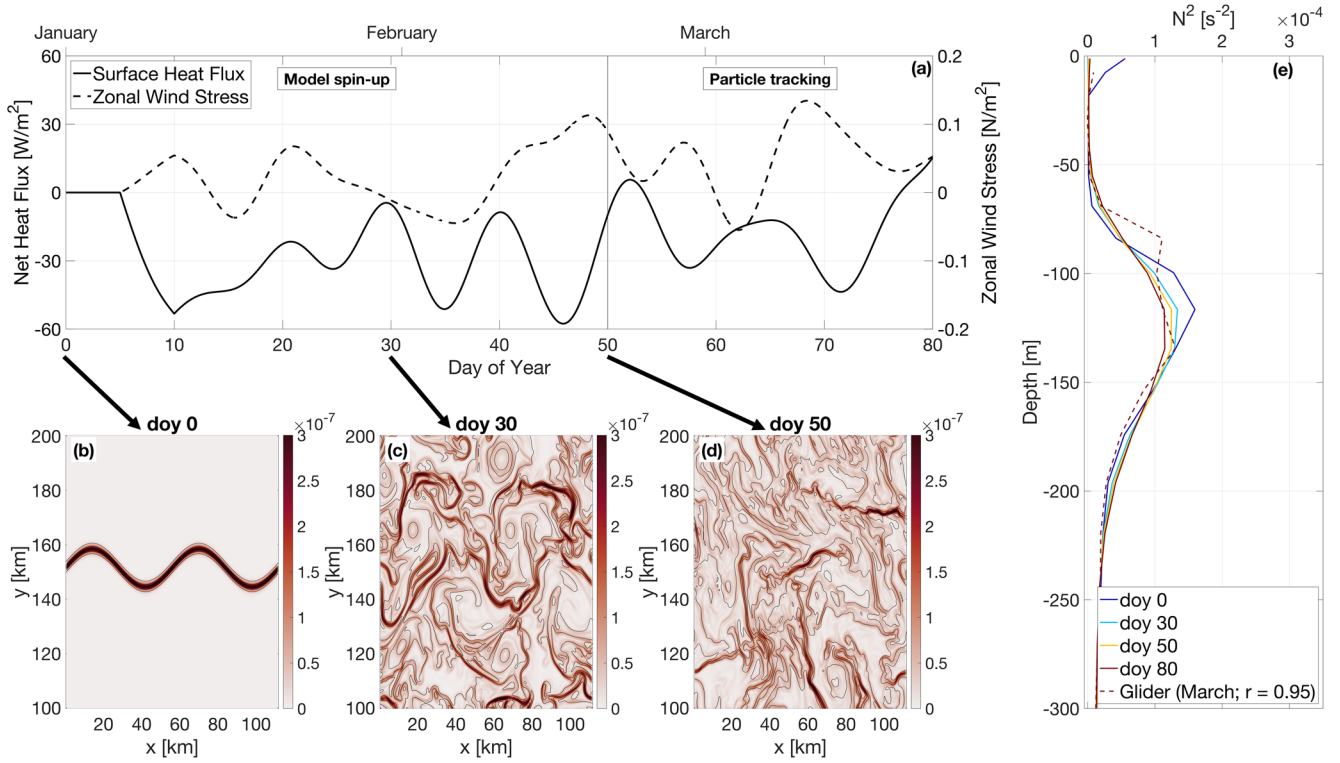 January
February
March
60
30
0
-30
-60
Net Heat Flux [W/m²]
Surface Heat Flux
Zonal Wind Stress
Model spin-up
Particle tracking
(a)
0.2
0.1
0
-0.1
-0.2
Zonal Wind Stress [N/m²]
0 10 20 30 40 50 60 70 80
Day of Year
doy 0
(b)
200
180
160
140
120
100
y [km]
20 40 60 80 100
x [km]
×10⁻⁷
3
2.5
2
1.5
1
0.5
0
doy 30
(c)
200
180
160
140
120
100
y [km]
20 40 60 80 100
x [km]
×10⁻⁷
3
2.5
2
1.5
1
0.5
0
doy 50
(d)
200
180
160
140
120
100
y [km]
20 40 60 80 100
x [km]
×10⁻⁷
3
2.5
2
1.5
1
0.5
0
N² [s⁻²]
×10⁻⁴
0 1 2 3
(e)
0
-50
-100
-150
-200
-250
-300
Depth [m]
doy 0
doy 30
doy 50
doy 80
Glider (March; r = 0.95)